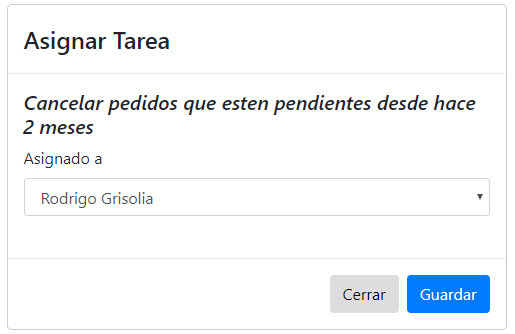 Asignar Tarea
Cancelar pedidos que esten pendientes desde hace
2 meses
Asignado a
Rodrigo Grisolia
Cerrar Guardar